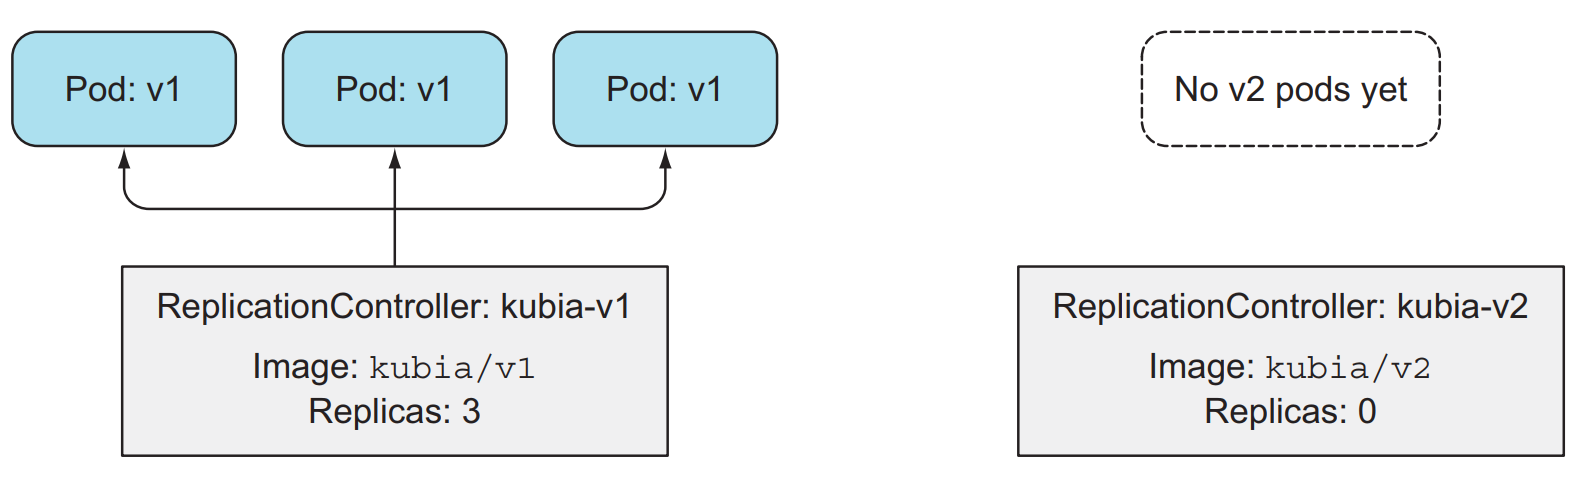 Pod: v1
Pod: v1
Pod: v1
No v2 pods yet
ReplicationController: kubia-v1
Image: kubia/v1
Replicas: 3
ReplicationController: kubia-v2
Image: kubia/v2
Replicas: 0